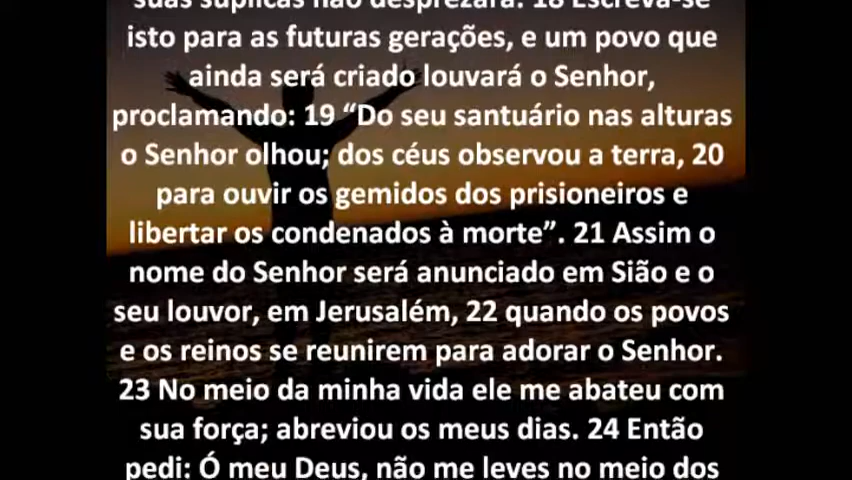 suas súplicas não desprezará. 18 Escreva-se
isto para as futuras gerações, e um povo que
ainda será criado louvará o Senhor,
proclamando: 19 “Do seu santuário nas alturas
o Senhor olhou; dos céus observou a terra, 20
para ouvir os gemidos dos prisioneiros e
libertar os condenados à morte”. 21 Assim o
nome do Senhor será anunciado em Sião e o
seu louvor, em Jerusalém, 22 quando os povos
e os reinos se reunirem para adorar o Senhor.
23 No meio da minha vida ele me abateu com
sua força; abreviou os meus dias. 24 Então
pedi: Ó meu Deus, não me leves no meio dos